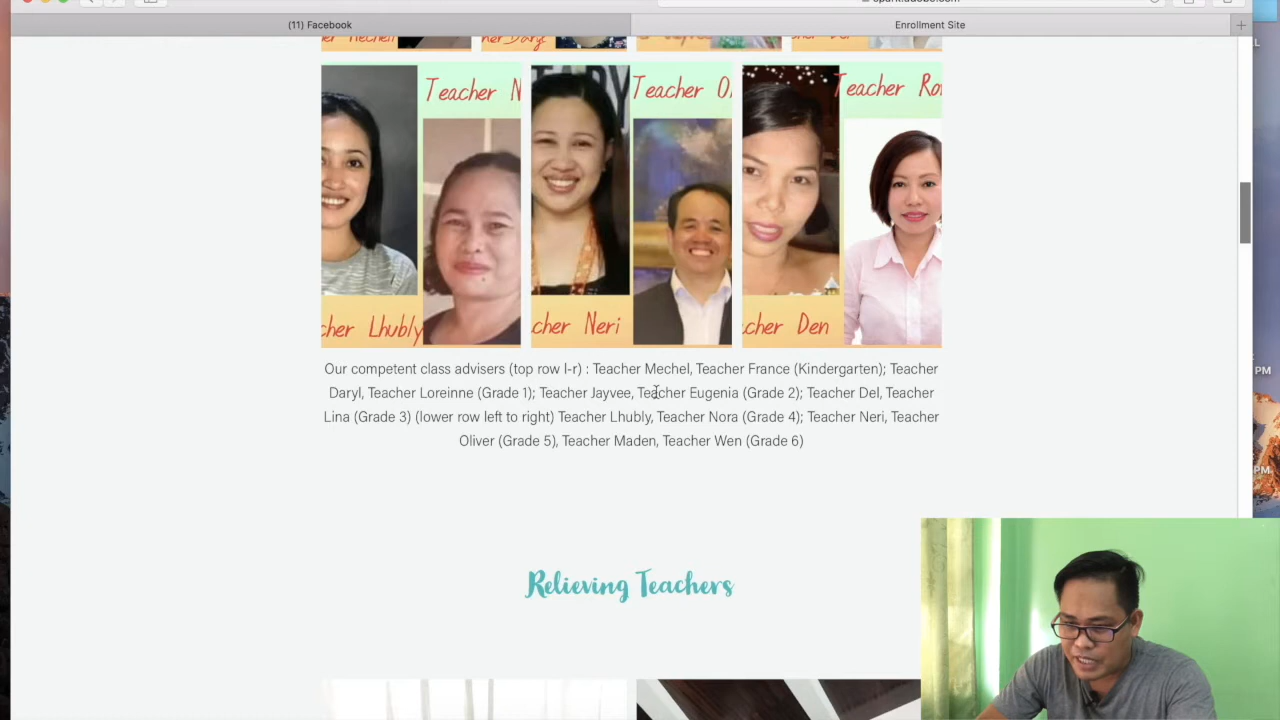 (11) Facebook
Enrollment Site
Teacher N
Teacher O
Teacher Ro
cher Lhubly
cher Neri
cher Den
Our competent class advisers (top row l-r) : Teacher Mechel, Teacher France (Kindergarten); Teacher
Daryl, Teacher Loreinne (Grade 1); Teacher Jayvee, Teacher Eugenia (Grade 2); Teacher Del, Teacher
Lina (Grade 3) (lower row left to right) Teacher Lhubly, Teacher Nora (Grade 4); Teacher Neri, Teacher
Oliver (Grade 5), Teacher Maden, Teacher Wen (Grade 6)
PM
PM
Relieving Teachers